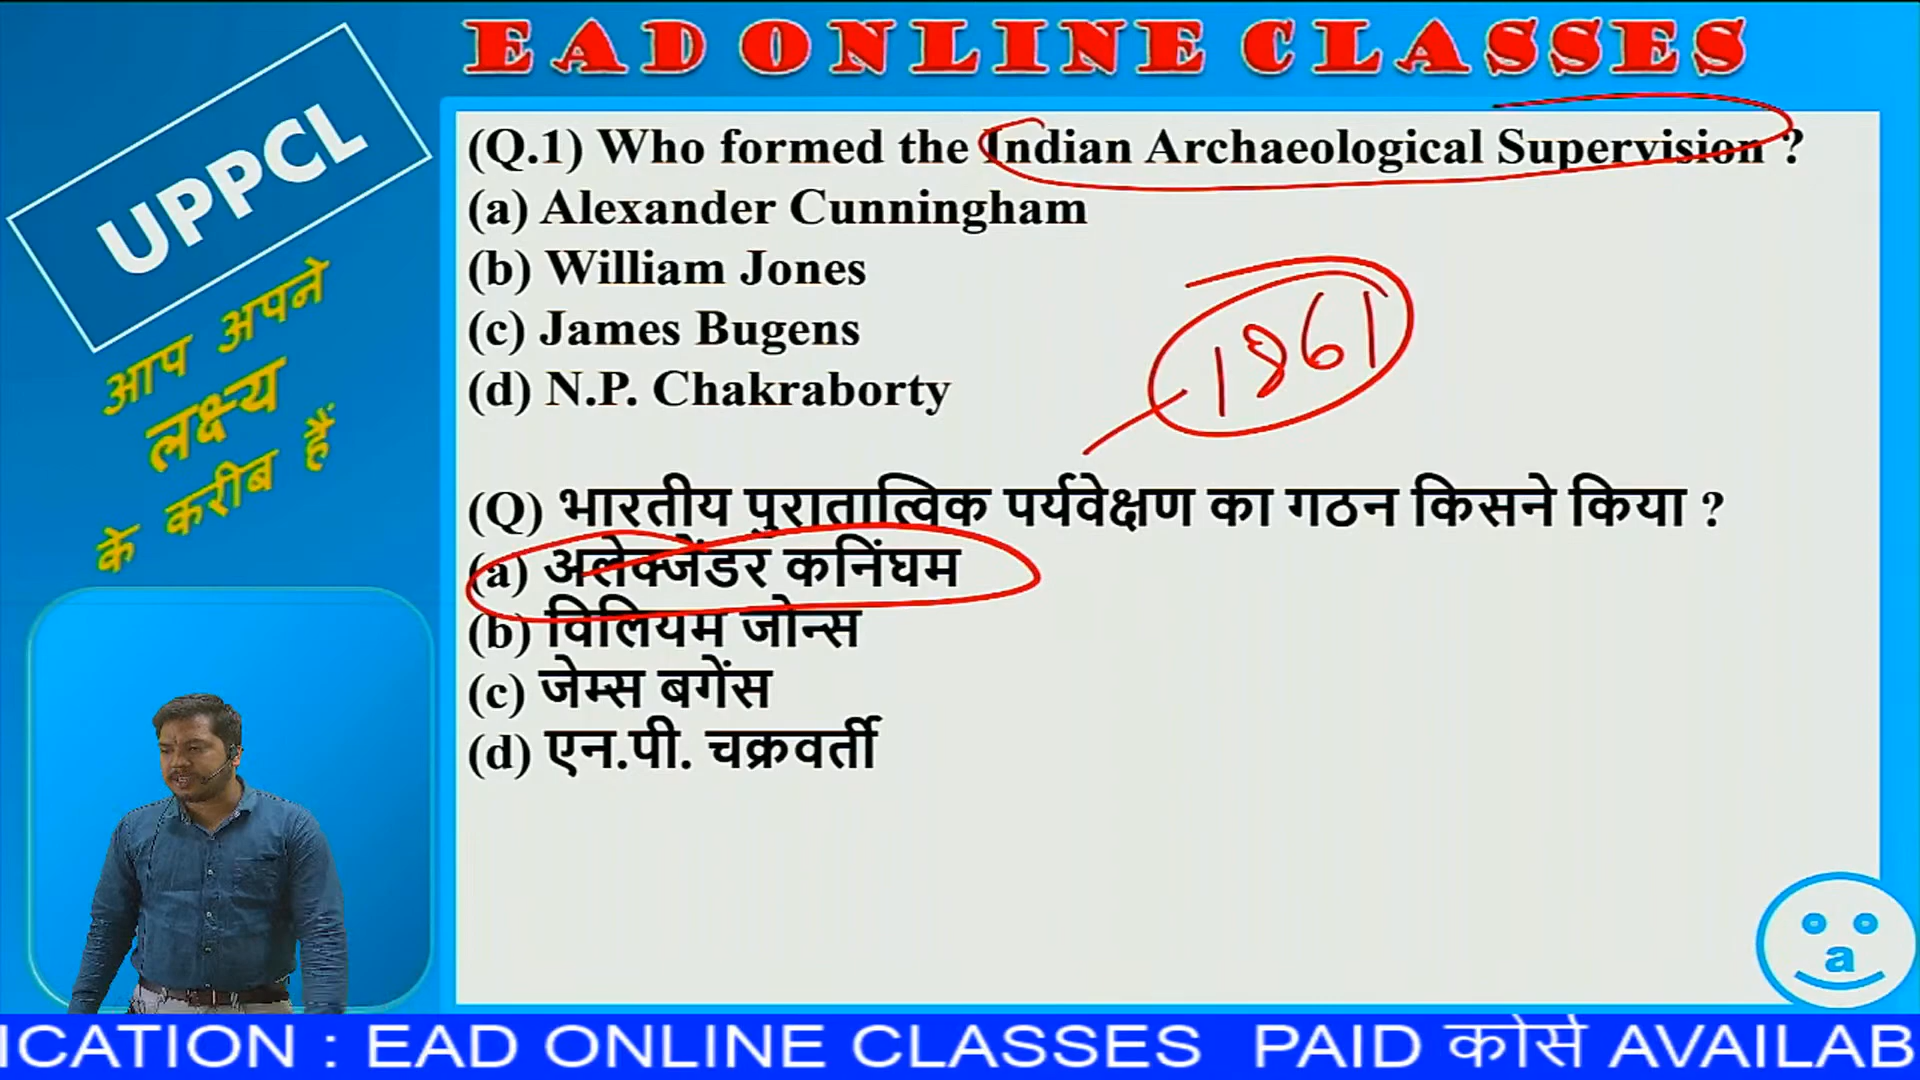 EAD ONLINE CLASSES
UPPCL
आप अपने
लक्ष्य
के करीब हैं
(Q.1) Who formed the Indian Archaeological Supervision ?
(a) Alexander Cunningham
(b) William Jones
(c) James Bugens
(d) N.P. Chakraborty
1861
(Q) भारतीय पुरातात्विक पर्यवेक्षण का गठन किसने किया ?
(a) अलेक्जेंडर कनिंघम
(b) विलियम जोन्स
(c) जेम्स बगेंस
(d) एन.पी. चक्रवर्ती
a
ICATION : EAD ONLINE CLASSES PAID कोर्स AVAILAB